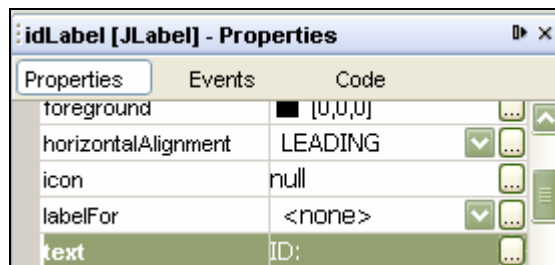 idLabel [JLabel] - Properties
Properties Events Code
foreground [0,0,0] ...
horizontalAlignment LEADING ...
icon null ...
labelFor <none> ...
text ID: ...